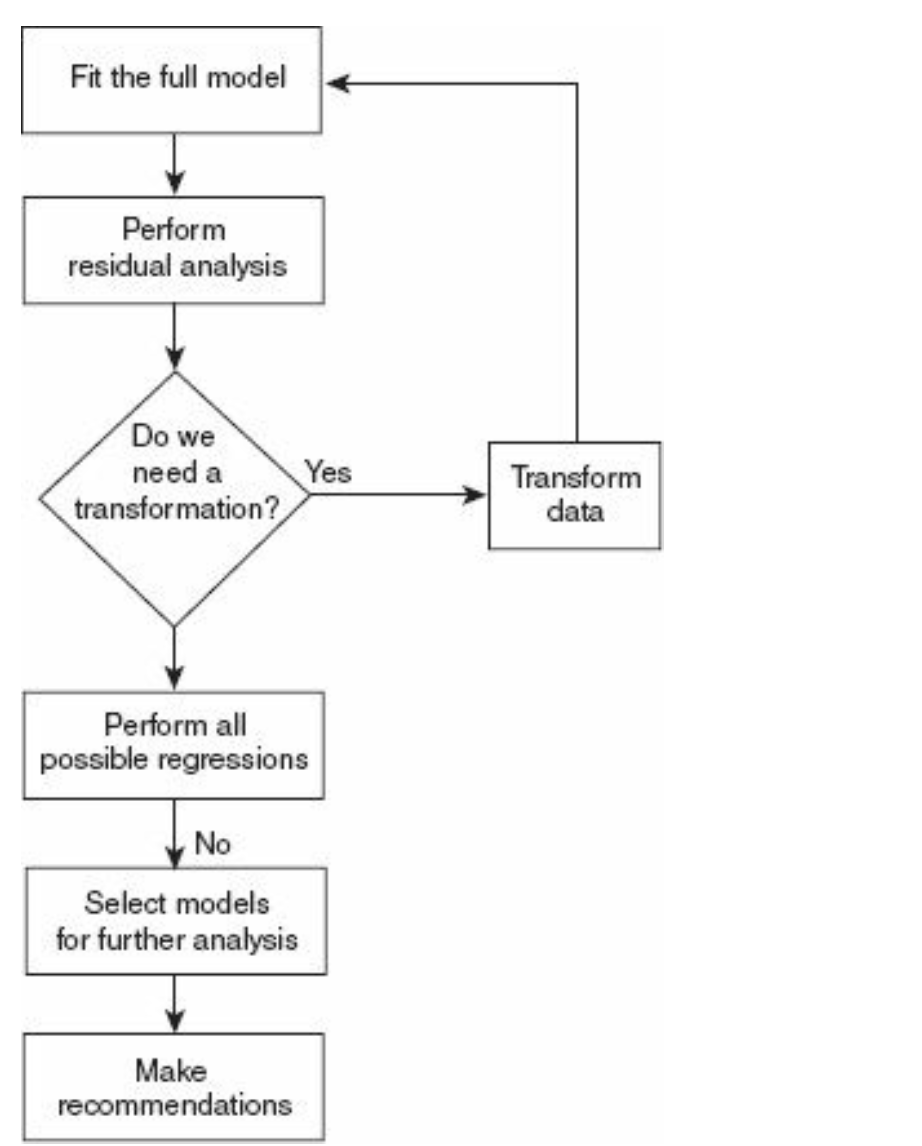 Fit the full model
Perform
residual analysis
Do we
need a
transformation?
Yes
Transform
data
Perform all
possible regressions
No
Select models
for further analysis
Make
recommendations